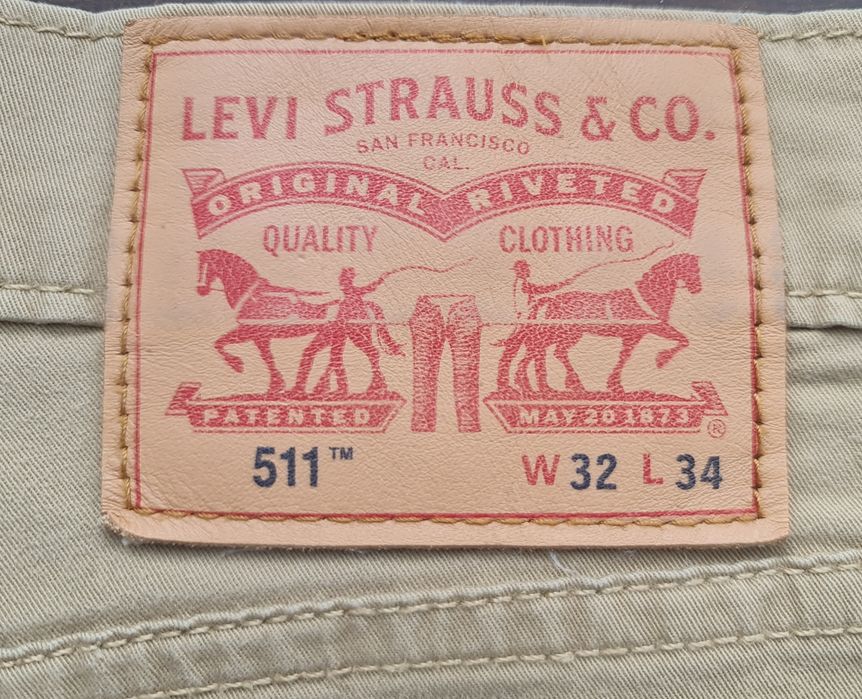 LEVI STRAUSS & CO.
SAN FRANCISCO
CAL.
ORIGINAL RIVETED
QUALITY CLOTHING
PATENTED MAY 20 1873 ®
511™ W 32 L 34